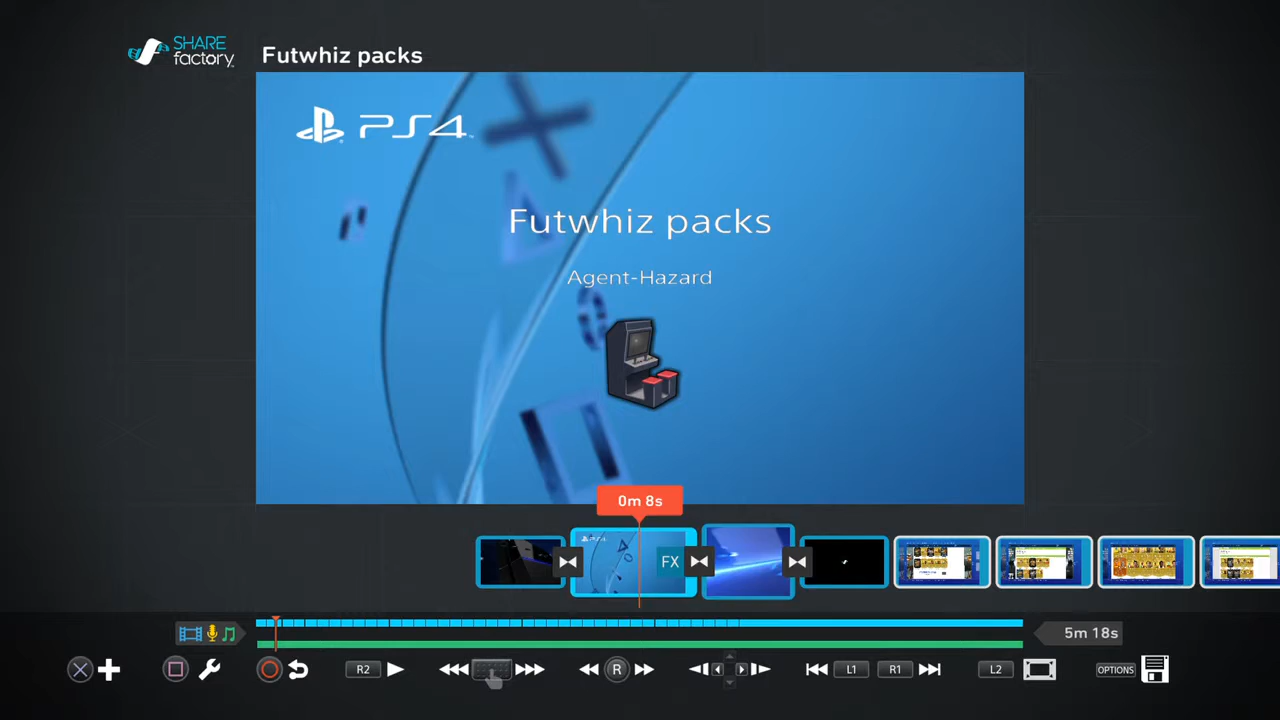 SHARE
factory
Futwhiz packs
PS4
Futwhiz packs
Agent-Hazard
0m 8s
FX
5m 18s
R2
R
L1
R1
L2
OPTIONS